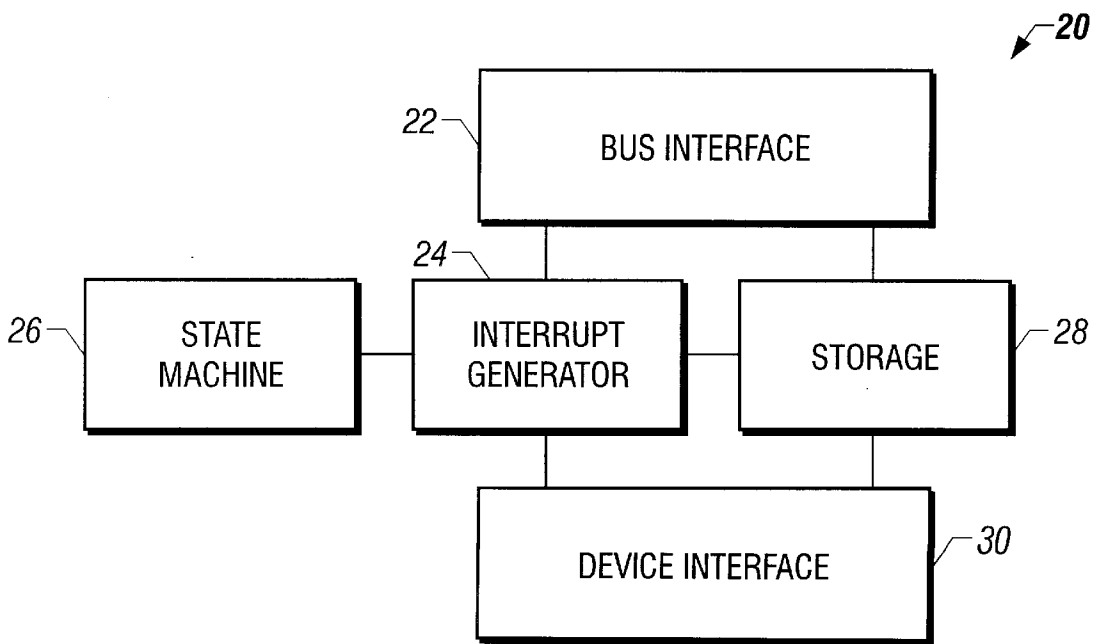 20
22
BUS INTERFACE
24
26
STATE
MACHINE
INTERRUPT
GENERATOR
STORAGE
28
DEVICE INTERFACE
30